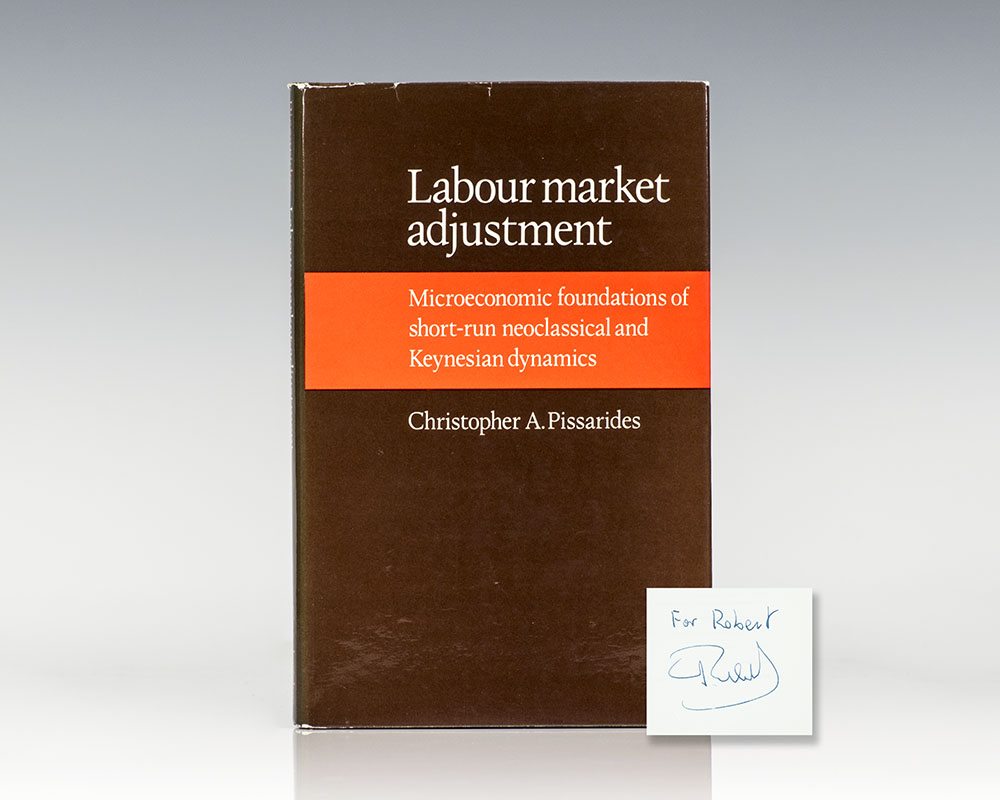 Labour market
adjustment
Microeconomic foundations of
short-run neoclassical and
Keynesian dynamics
Christopher A. Pissarides
For Robert